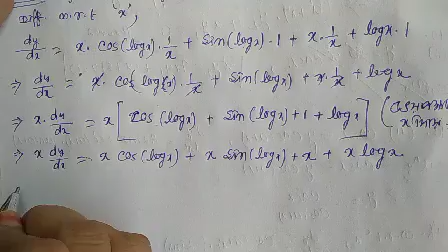 Diff. w.r.t 'x',
dy/dx = x · cos(logx) · 1/x + Sin(logx) · 1 + x · 1/x + logx · 1
⇒ dy/dx = x · cos(logx) · 1/x + Sin(logx) + x · 1/x + logx
⇒ x · dy/dx = x [cos(logx) + Sin(logx) + 1 + logx]
⇒ x dy/dx = x cos(logx) + x Sin(logx) + x + x logx